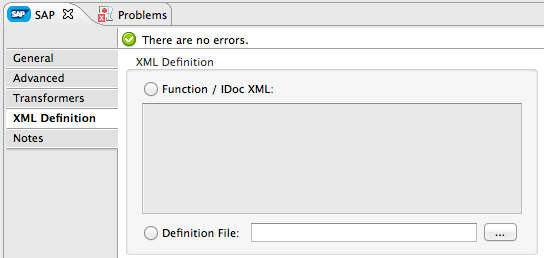 SAP SAP Problems
There are no errors.
General
Advanced
Transformers
XML Definition
Notes
XML Definition
Function / IDoc XML:
Definition File: ...